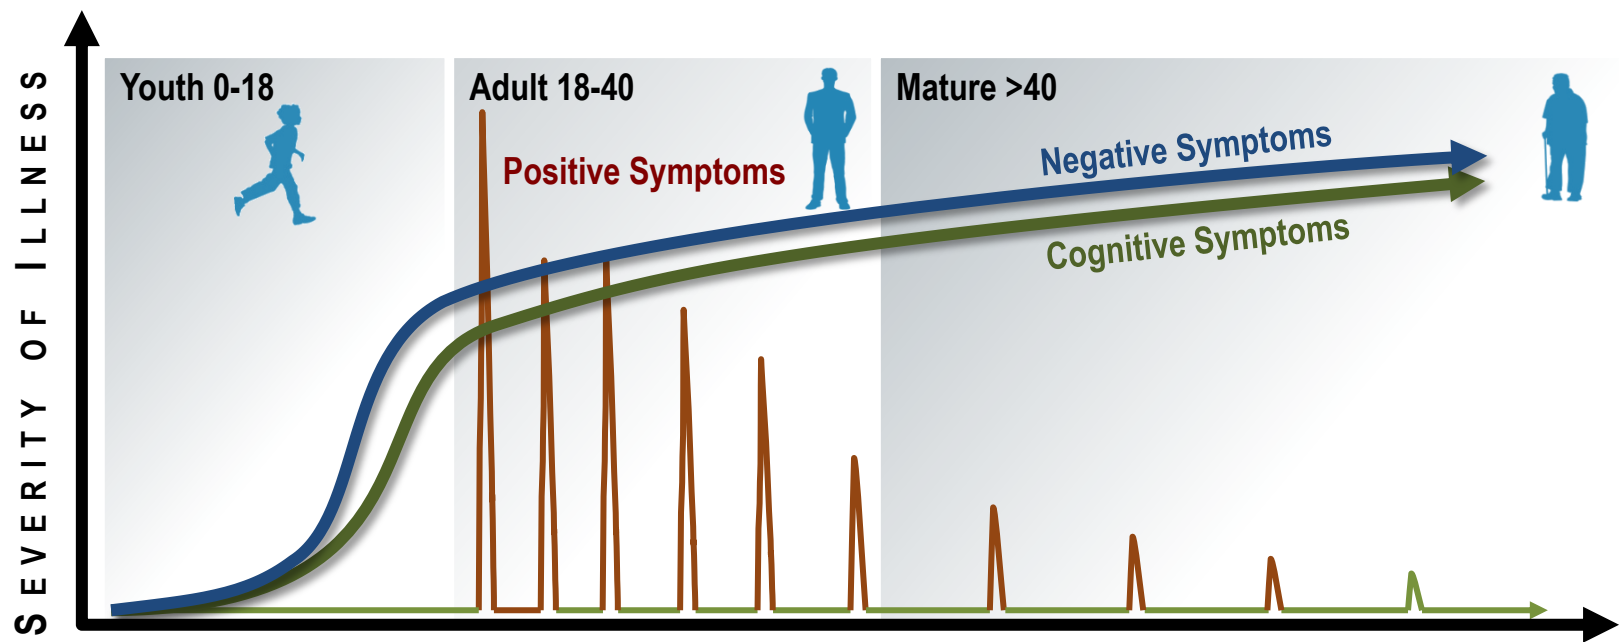 SEVERITY OF ILLNESS
Youth 0-18
Adult 18-40
Mature >40
Positive Symptoms
Negative Symptoms
Cognitive Symptoms